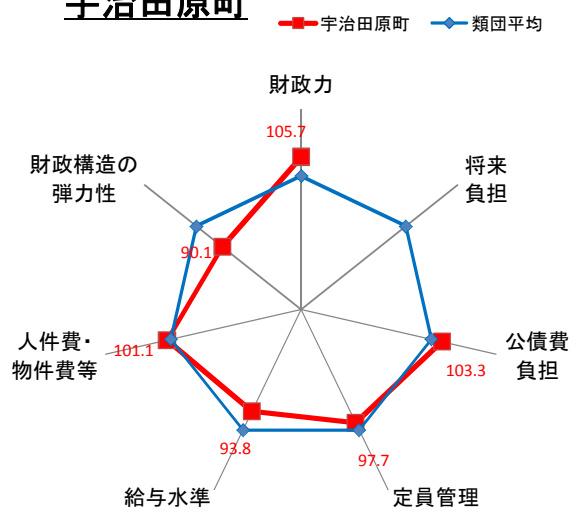 宇治田原町
宇治田原町 類団平均
財政力
105.7
財政構造の
弾力性
将来
負担
90.1
人件費・
物件費等
101.1
公債費
負担
103.3
93.8
97.7
給与水準
定員管理